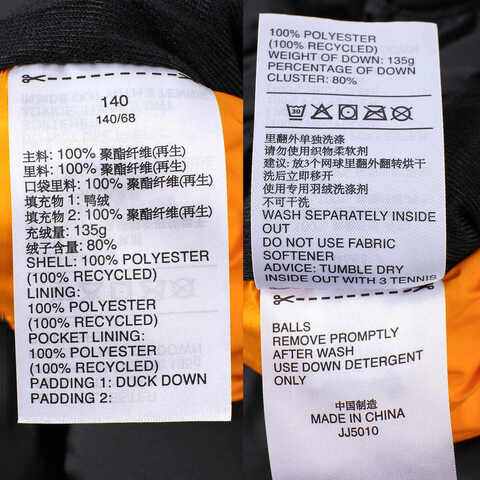 140
140/68
主料: 100% 聚酯纤维(再生)
里料: 100% 聚酯纤维(再生)
口袋里料: 100% 聚酯纤维(再生)
填充物 1: 鸭绒
填充物 2: 100% 聚酯纤维(再生)
充绒量: 135g
绒子含量: 80%
SHELL: 100% POLYESTER
(100% RECYCLED)
LINING:
100% POLYESTER
(100% RECYCLED)
POCKET LINING:
100% POLYESTER
(100% RECYCLED)
PADDING 1: DUCK DOWN
PADDING 2:
100% POLYESTER
(100% RECYCLED)
WEIGHT OF DOWN: 135g
PERCENTAGE OF DOWN
CLUSTER: 80%
30
里翻外单独洗涤
请勿使用织物柔软剂
建议: 放3个网球里翻外翻转烘干
洗后立即移开
使用专用羽绒洗涤剂
不可干洗
WASH SEPARATELY INSIDE
OUT
DO NOT USE FABRIC
SOFTENER
ADVICE: TUMBLE DRY
INSIDE OUT WITH 3 TENNIS
BALLS
REMOVE PROMPTLY
AFTER WASH
USE DOWN DETERGENT
ONLY
中国制造
MADE IN CHINA
JJ5010